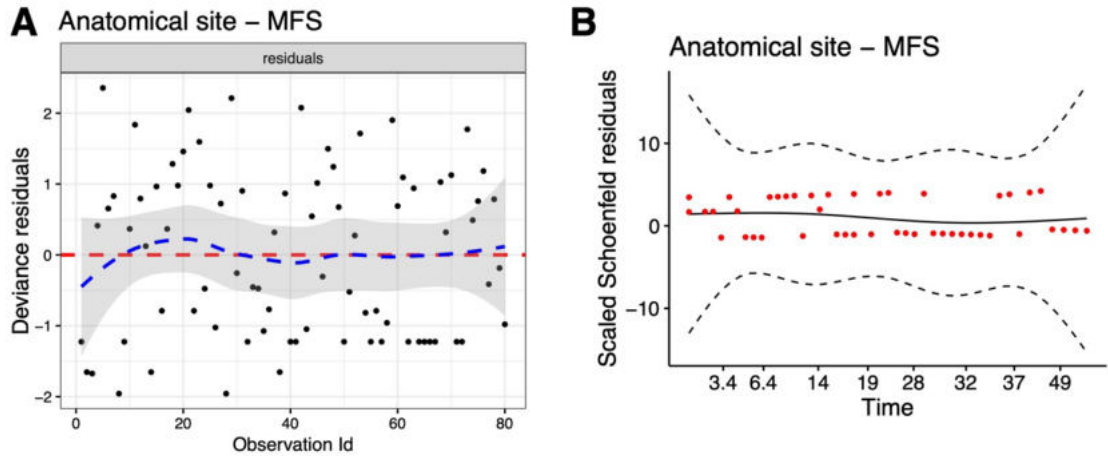 A
Anatomical site – MFS
residuals
Deviance residuals
2
1
0
−1
−2
0 20 40 60 80
Observation Id
B
Anatomical site – MFS
Scaled Schoenfeld residuals
10
0
−10
3.4 6.4 14 19 28 32 37 49
Time